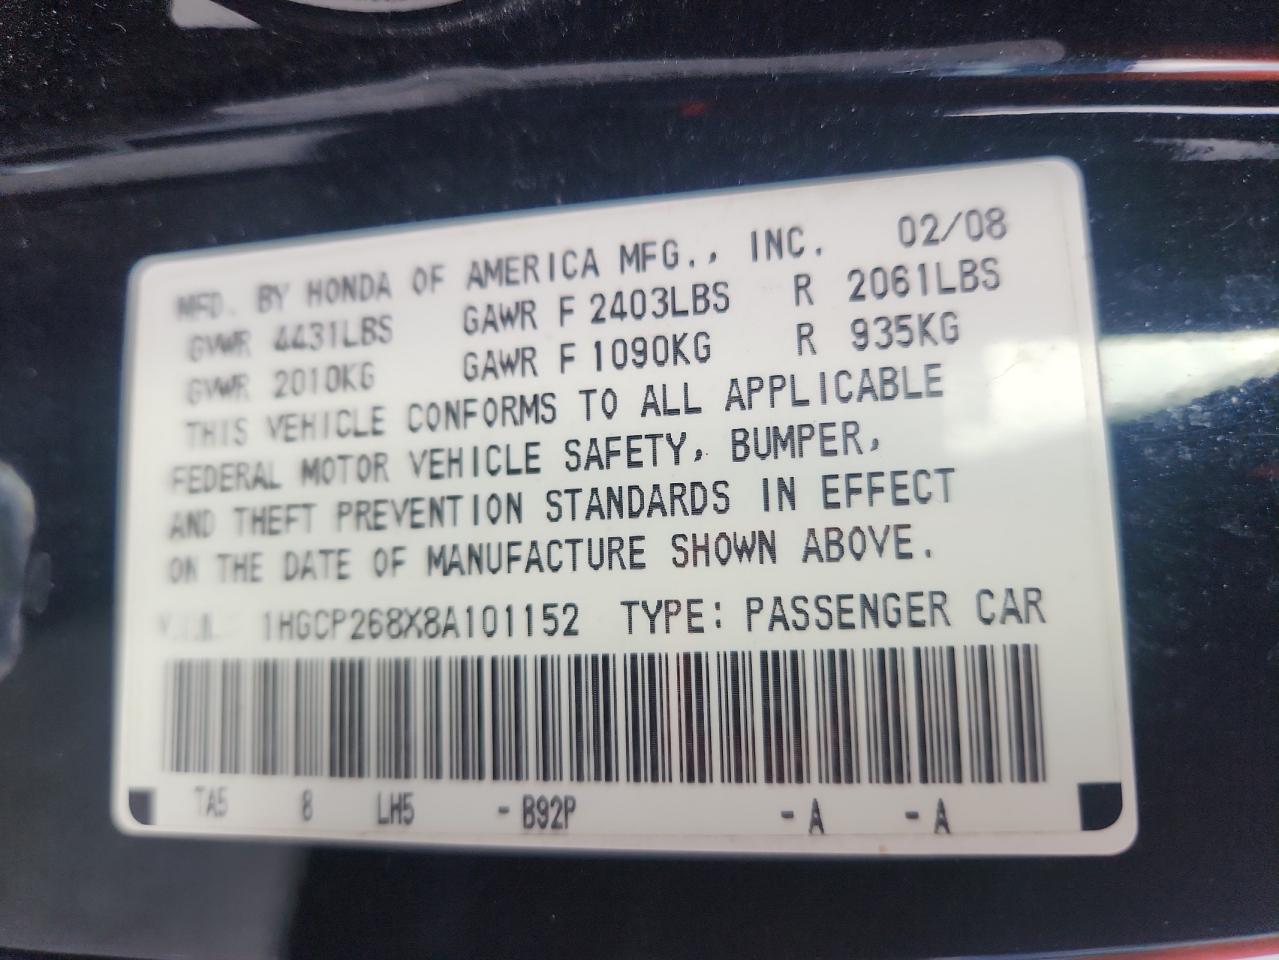 MFD. BY HONDA OF AMERICA MFG., INC. 02/08
GVWR 4431LBS GAWR F 2403LBS R 2061LBS
GVWR 2010KG GAWR F 1090KG R 935KG
THIS VEHICLE CONFORMS TO ALL APPLICABLE
FEDERAL MOTOR VEHICLE SAFETY, BUMPER,
AND THEFT PREVENTION STANDARDS IN EFFECT
ON THE DATE OF MANUFACTURE SHOWN ABOVE.
1HGCP268X8A101152 TYPE: PASSENGER CAR
TA5 8 LH5 -B92P -A -A